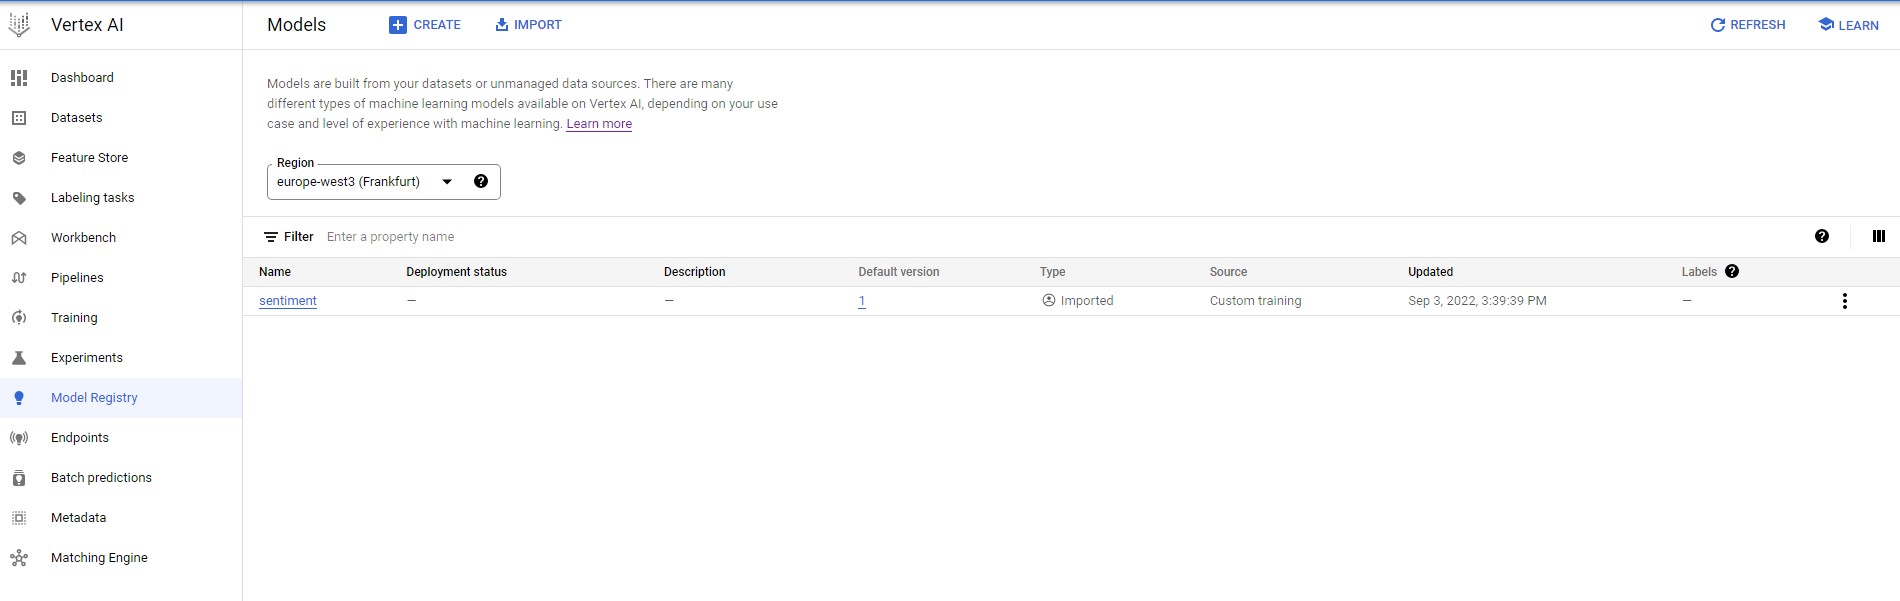 Vertex AI
Models
CREATE
IMPORT
REFRESH
LEARN
Dashboard
Datasets
Feature Store
Labeling tasks
Workbench
Pipelines
Training
Experiments
Model Registry
Endpoints
Batch predictions
Metadata
Matching Engine
Models are built from your datasets or unmanaged data sources. There are many
different types of machine learning models available on Vertex AI, depending on your use
case and level of experience with machine learning. Learn more
Region
europe-west3 (Frankfurt)
Filter Enter a property name
Name Deployment status Description Default version Type Source Updated Labels
sentiment — — 1 Imported Custom training Sep 3, 2022, 3:39:39 PM —